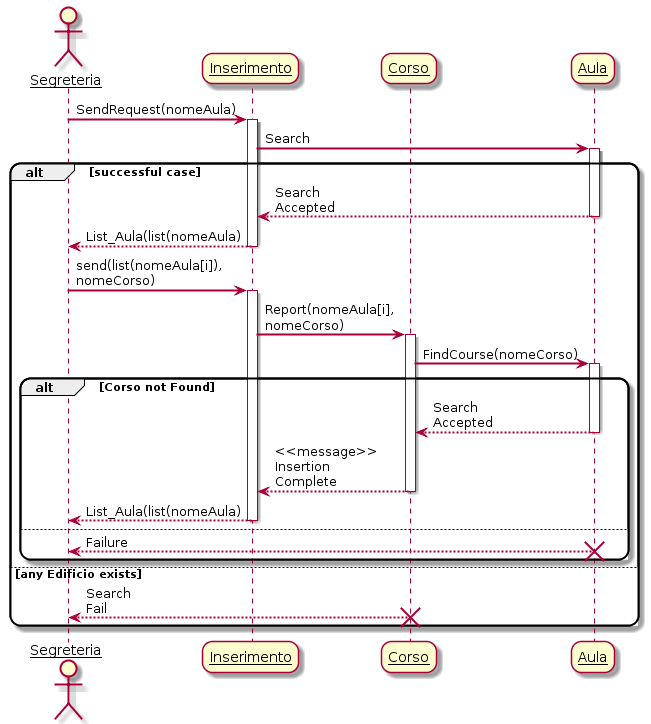 Segreteria
Inserimento
Corso
Aula
SendRequest(nomeAula)
Search
alt
[successful case]
Search
Accepted
List_Aula(list(nomeAula)
send(list(nomeAula[i]),
nomeCorso)
Report(nomeAula[i],
nomeCorso)
FindCourse(nomeCorso)
alt
[Corso not Found]
Search
Accepted
<<message>>
Insertion
Complete
List_Aula(list(nomeAula)
Failure
[any Edificio exists]
Search
Fail
Segreteria
Inserimento
Corso
Aula